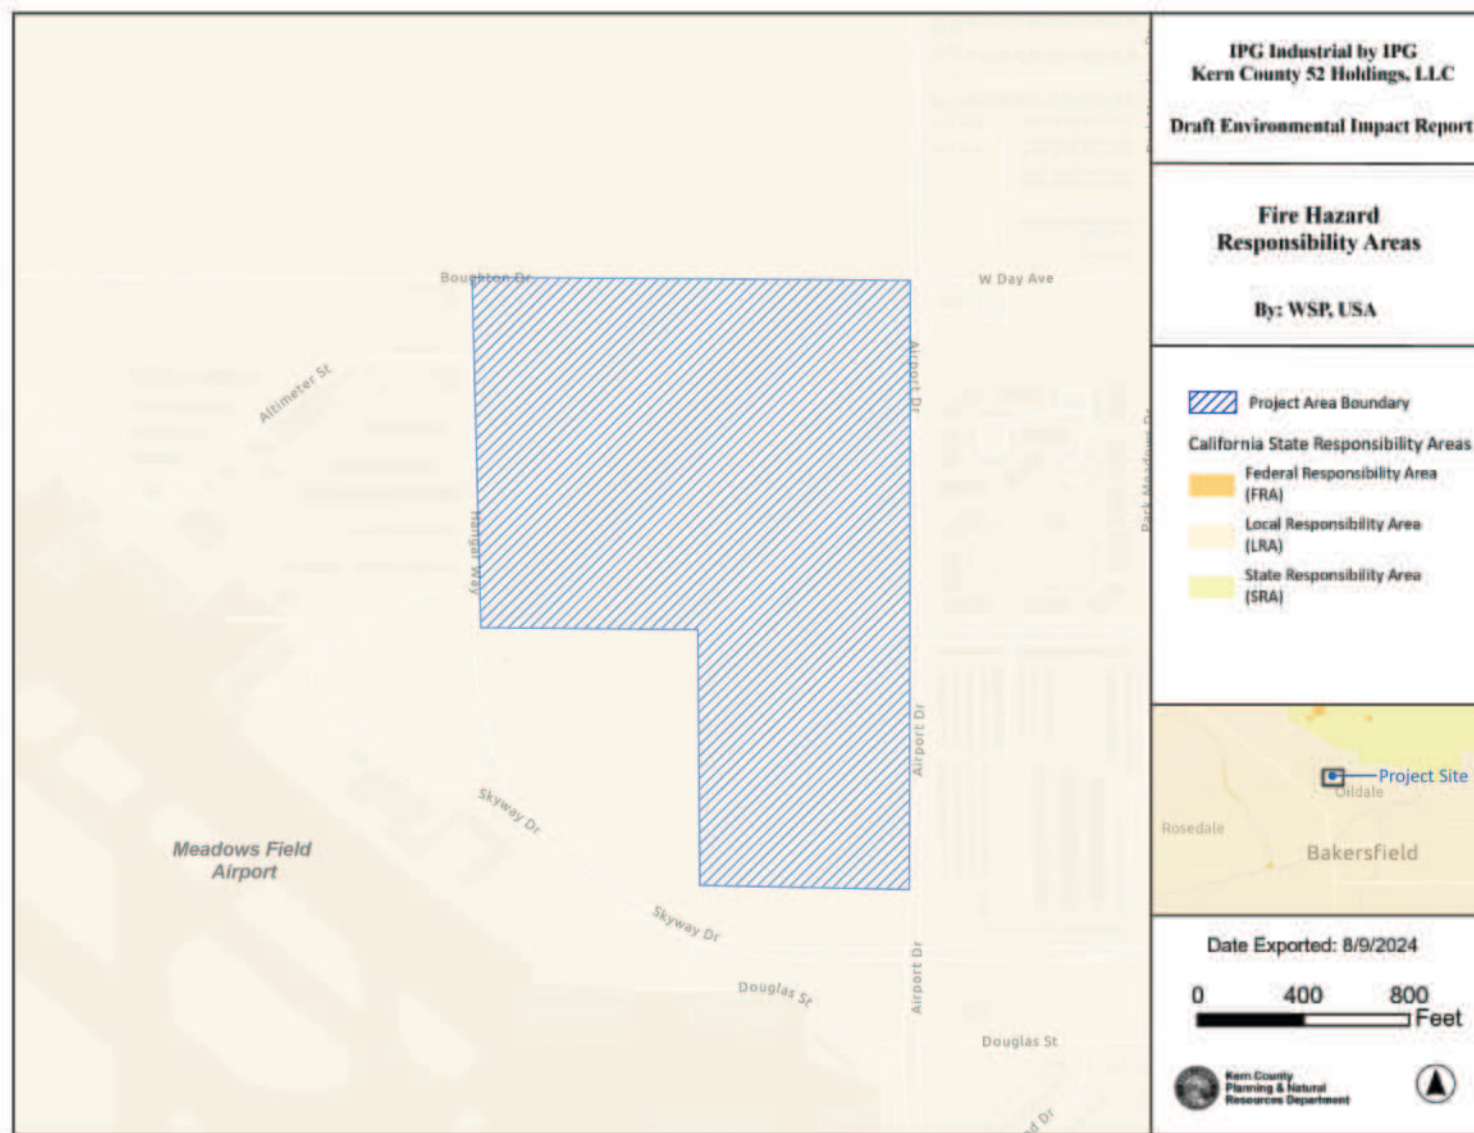 IPG Industrial by IPG
Kern County 52 Holdings, LLC
Draft Environmental Impact Report
Fire Hazard
Responsibility Areas
By: WSP, USA
Project Area Boundary
California State Responsibility Areas
Federal Responsibility Area
(FRA)
Local Responsibility Area
(LRA)
State Responsibility Area
(SRA)
Project Site
Oildale
Rosedale
Bakersfield
Date Exported: 8/9/2024
0 400 800
Feet
Kern County
Planning & Natural
Resources Department
Boughton Dr
W Day Ave
Altimeter St
Airport Dr
Park Meadows Dr
Hangar Way
Airport Dr
Skyway Dr
Meadows Field
Airport
Skyway Dr
Airport Dr
Douglas St
Douglas St
Dr